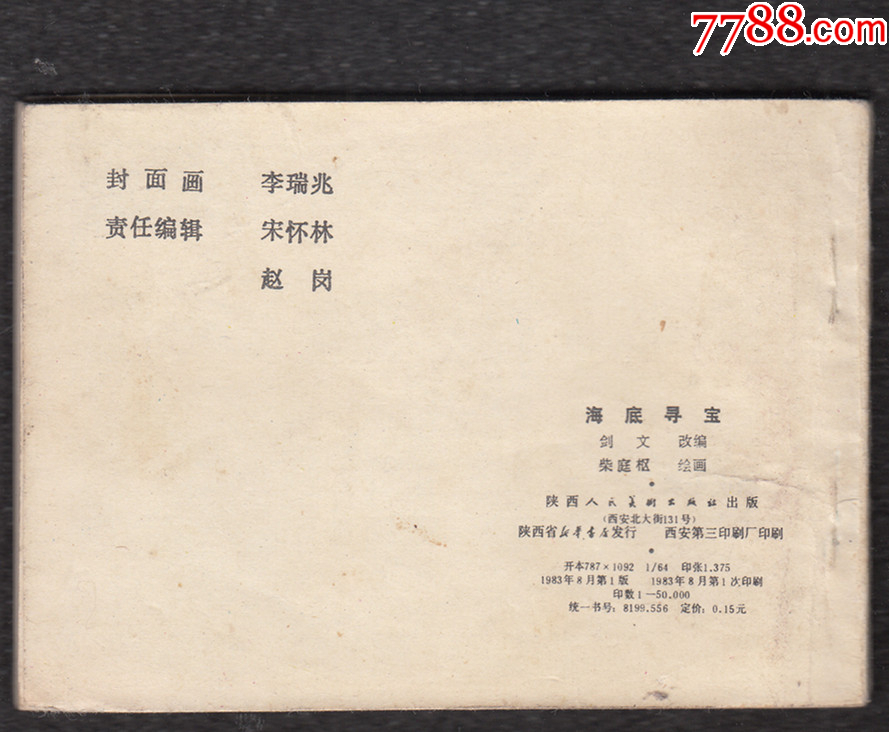 7788.com
封面画 李瑞兆
责任编辑 宋怀林
赵岗
海底寻宝
剑文 改编
柴庭枢 绘画
陕西人民美术出版社出版
(西安北大街131号)
陕西省新华书店发行 西安第三印刷厂印刷
开本787×1092 1/64 印张1.375
1983年8月第1版 1983年8月第1次印刷
印数1—50.000
统一书号: 8199.556 定价: 0.15元